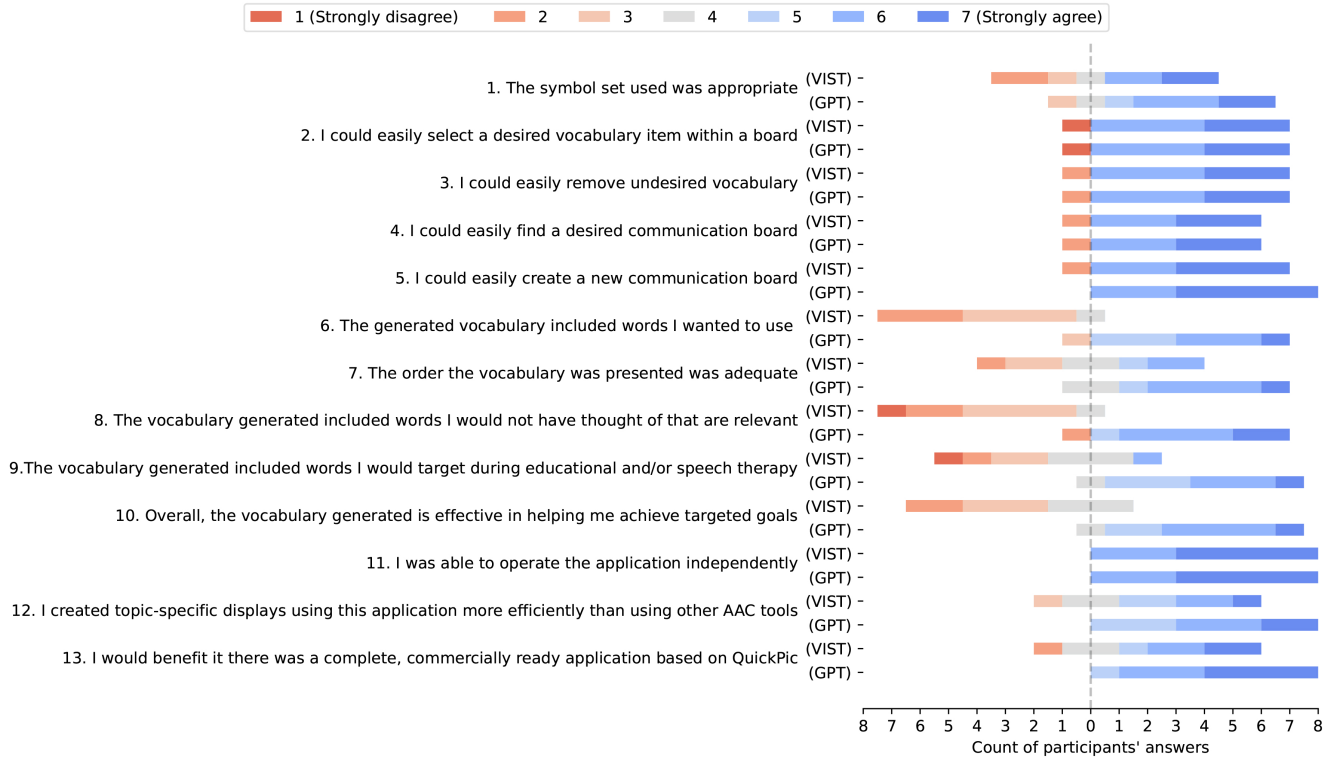 1 (Strongly disagree) 2 3 4 5 6 7 (Strongly agree)
1. The symbol set used was appropriate (VIST)
(GPT)
2. I could easily select a desired vocabulary item within a board (VIST)
(GPT)
3. I could easily remove undesired vocabulary (VIST)
(GPT)
4. I could easily find a desired communication board (VIST)
(GPT)
5. I could easily create a new communication board (VIST)
(GPT)
6. The generated vocabulary included words I wanted to use (VIST)
(GPT)
7. The order the vocabulary was presented was adequate (VIST)
(GPT)
8. The vocabulary generated included words I would not have thought of that are relevant (VIST)
(GPT)
9.The vocabulary generated included words I would target during educational and/or speech therapy (VIST)
(GPT)
10. Overall, the vocabulary generated is effective in helping me achieve targeted goals (VIST)
(GPT)
11. I was able to operate the application independently (VIST)
(GPT)
12. I created topic-specific displays using this application more efficiently than using other AAC tools (VIST)
(GPT)
13. I would benefit it there was a complete, commercially ready application based on QuickPic (VIST)
(GPT)
8 7 6 5 4 3 2 1 0 1 2 3 4 5 6 7 8
Count of participants' answers